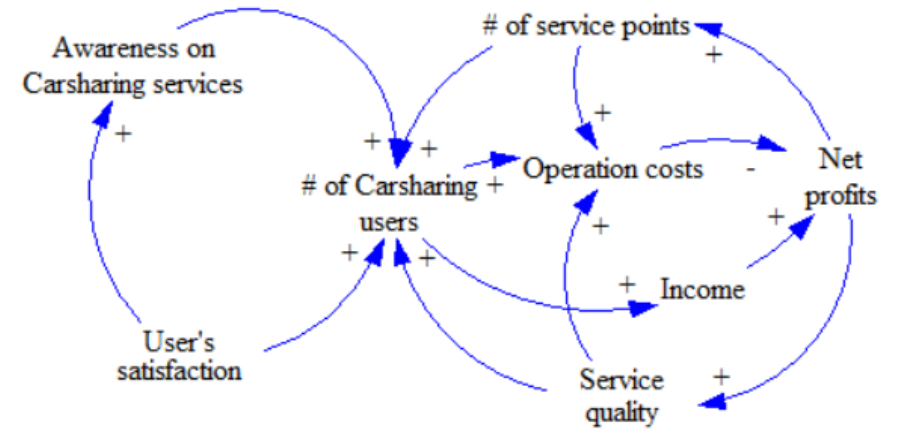 # of service points
+
Awareness on
Carsharing services
+
+
+
+
# of Carsharing
users
+
Operation costs
-
Net
profits
+
+
+
+
+
Income
User's
satisfaction
Service
quality
+